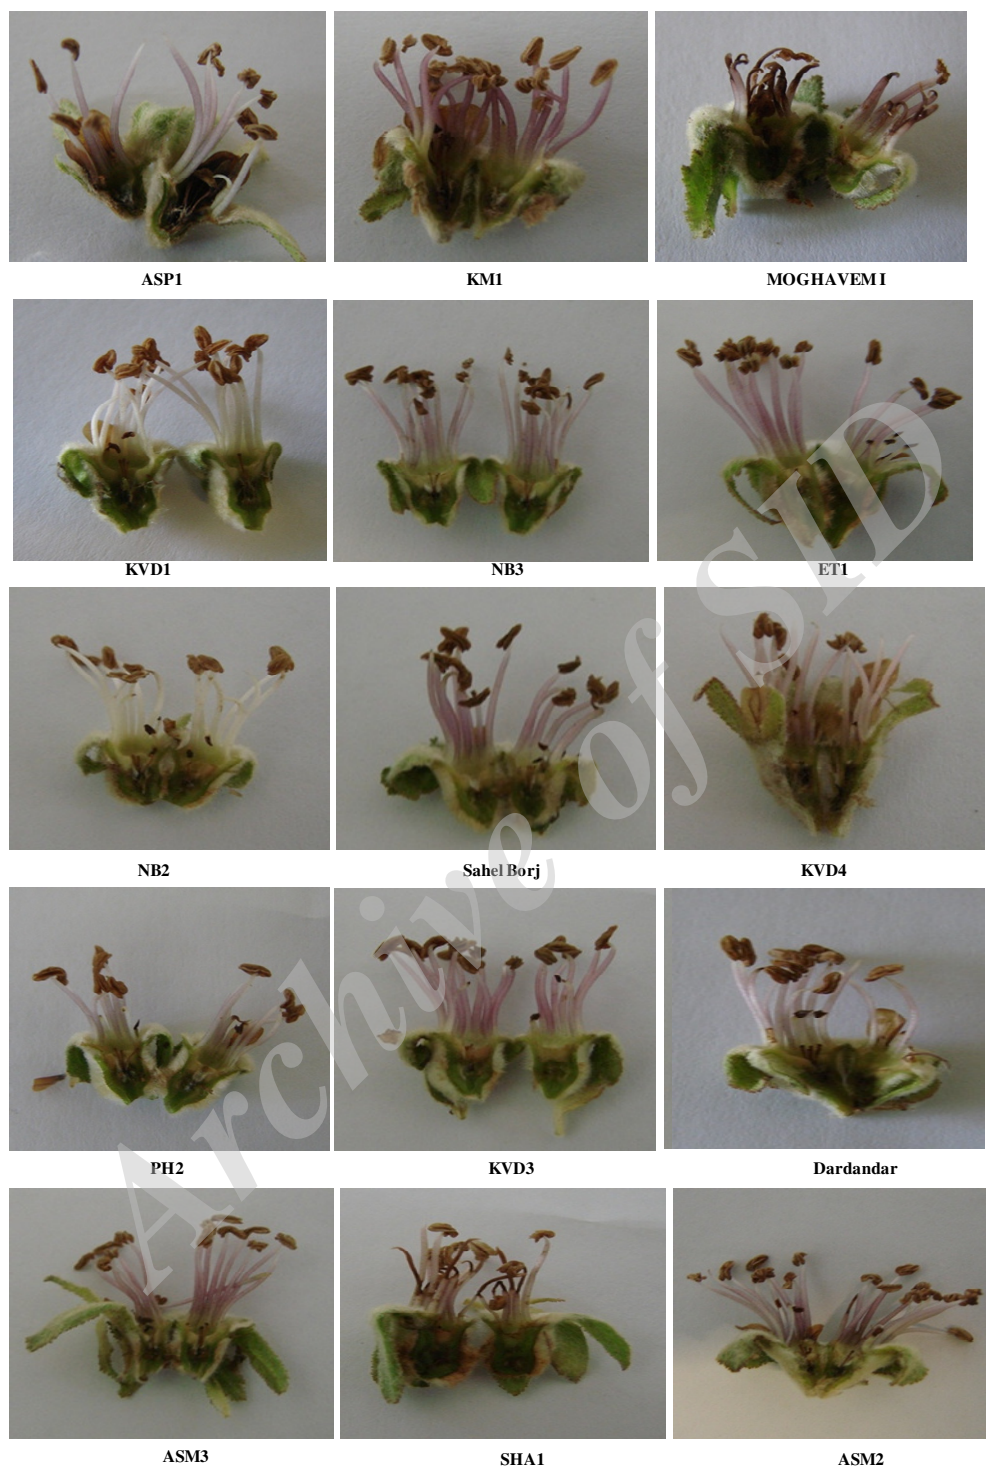 ASP1
KM1
MOGHAVEM I
KVD1
NB3
ET1
NB2
Sahel Borj
KVD4
PH2
KVD3
Dardandar
ASM3
SHA1
ASM2
Archive of SID